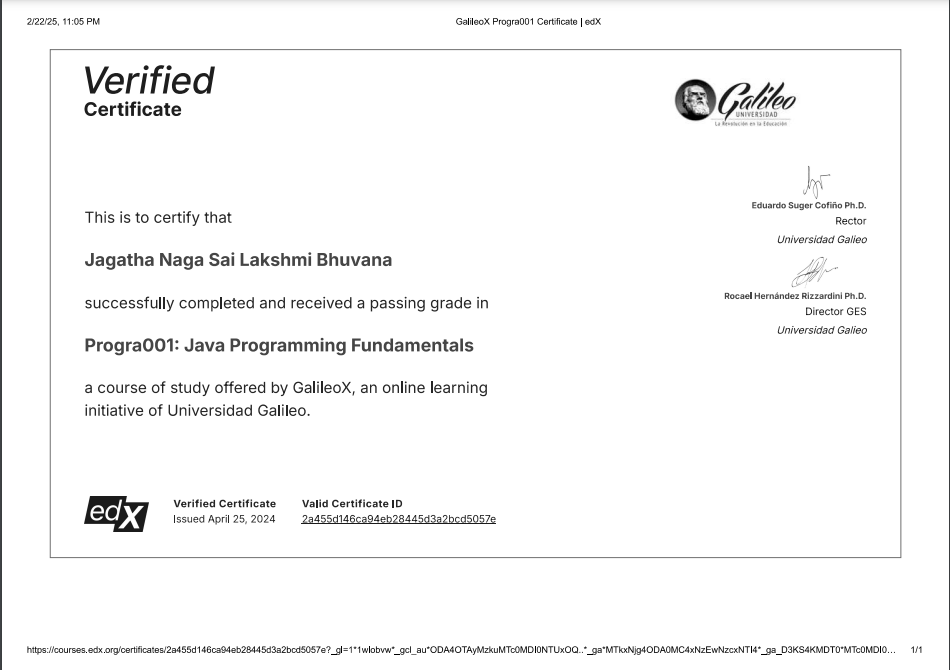 2/22/25, 11:05 PM
GalileoX Progra001 Certificate | edX
Verified
Certificate
Galileo
UNIVERSIDAD
La Revolución en la Educación
This is to certify that
Jagatha Naga Sai Lakshmi Bhuvana
successfully completed and received a passing grade in
Progra001: Java Programming Fundamentals
a course of study offered by GalileoX, an online learning
initiative of Universidad Galileo.
Eduardo Suger Cofiño Ph.D.
Rector
Universidad Galieo
Rocael Hernández Rizzardini Ph.D.
Director GES
Universidad Galieo
edX
Verified Certificate
Issued April 25, 2024
Valid Certificate ID
2a455d146ca94eb28445d3a2bcd5057e
https://courses.edx.org/certificates/2a455d146ca94eb28445d3a2bcd5057e?_gl=1*1wlobvw*_gcl_au*ODA4OTAyMzkuMTc0MDI0NTUxOQ..*_ga*MTkxNjg4ODA0MC4xNzEwNzcxNTI4*_ga_D3KS4KMDT0*MTc0MDI0… 1/1